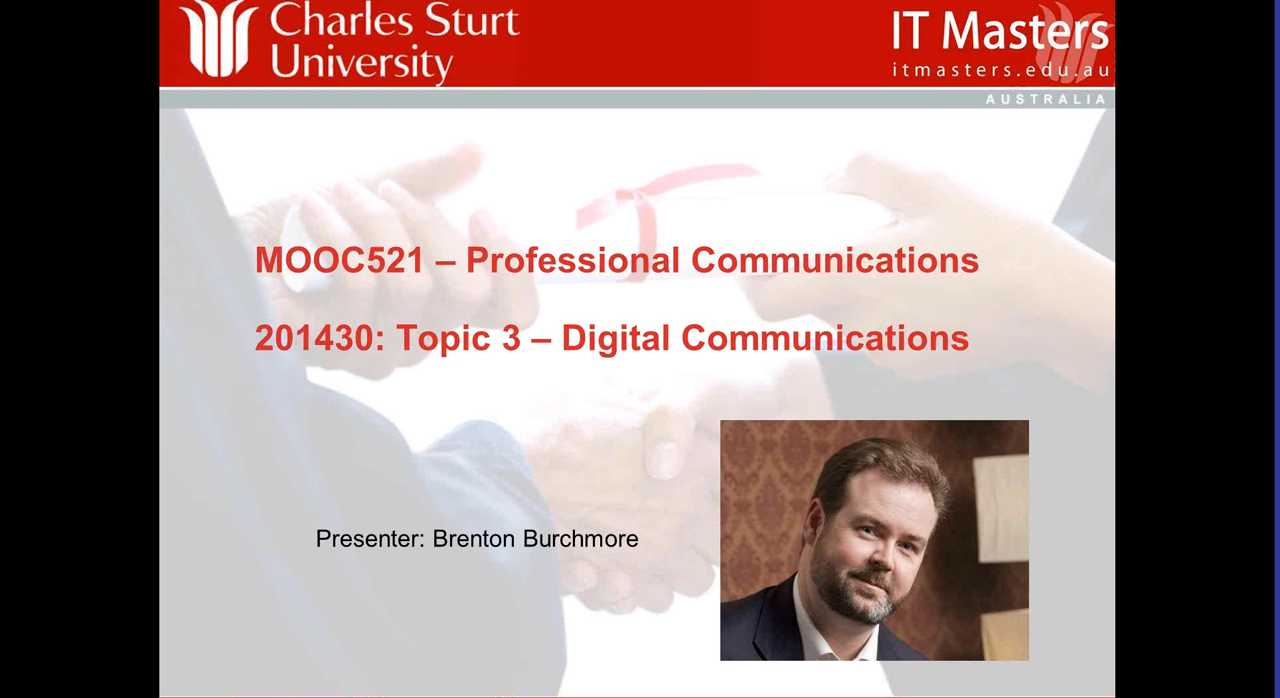 Charles Sturt
University
IT Masters
itmasters.edu.au
AUSTRALIA
MOOC521 – Professional Communications
201430: Topic 3 – Digital Communications
Presenter: Brenton Burchmore